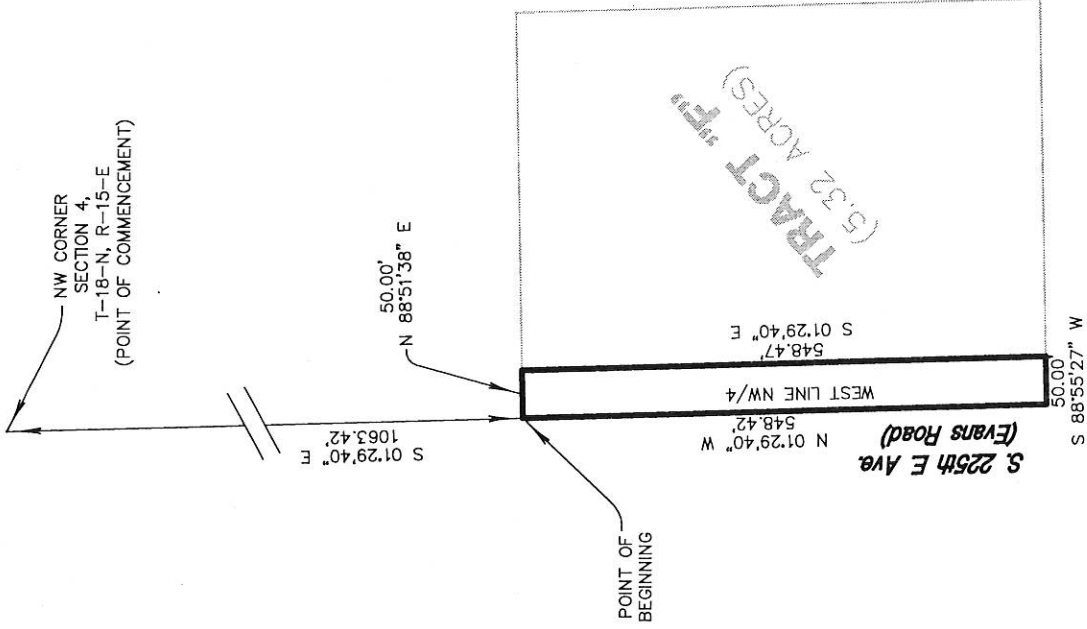 NW CORNER
SECTION 4,
T-18-N, R-15-E
(POINT OF COMMENCEMENT)
50.00'
N 88°51'38" E
S 01°29'40" E
1063.42'
POINT OF
BEGINNING
TRACT "F"
(5.32 ACRES)
S 01°29'40" E
548.47'
WEST LINE NW/4
N 01°29'40" W
548.42'
S. 225th E Ave.
(Evans Road)
50.00'
S 88°55'27" W